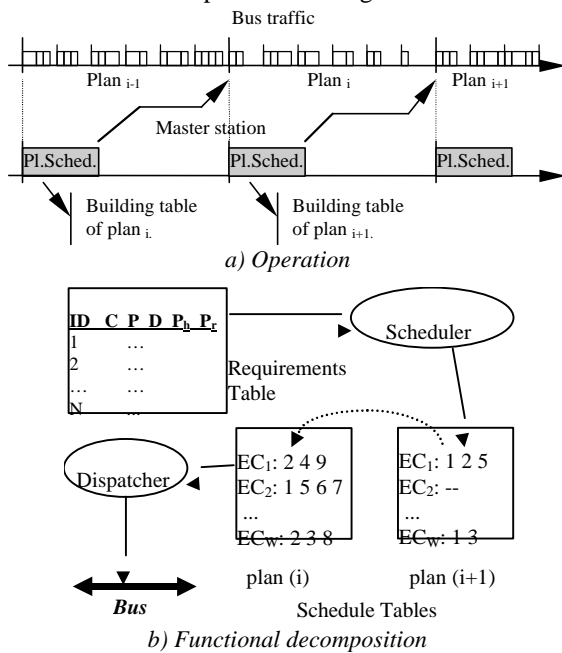 Bus traffic
Plan i-1
Plan i
Plan i+1
Master station
Pl.Sched.
Pl.Sched.
Pl.Sched.
Building table
of plan i.
Building table
of plan i+1.
a) Operation
ID C P D Ph Pr
1 …
2 …
… …
N ...
Requirements
Table
Scheduler
Dispatcher
EC1: 2 4 9
EC2: 1 5 6 7
...
ECW: 2 3 8
plan (i)
EC1: 1 2 5
EC2: --
...
ECW: 1 3
plan (i+1)
Bus
Schedule Tables
b) Functional decomposition